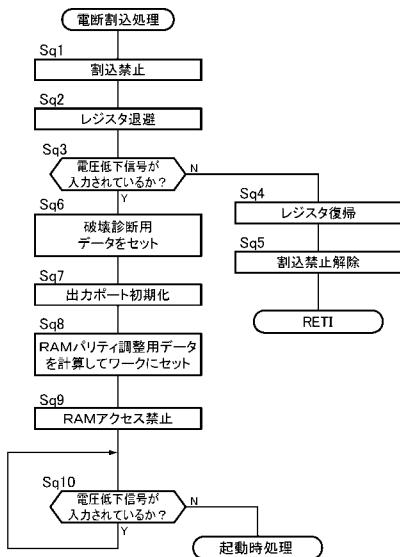 電断割込処理
Sq1
割込禁止
Sq2
レジスタ退避
Sq3
電圧低下信号が
入力されているか?
N
Y
Sq4
レジスタ復帰
Sq5
割込禁止解除
RETI
Sq6
破壊診断用
データをセット
Sq7
出力ポート初期化
Sq8
RAMパリティ調整用データ
を計算してワークにセット
Sq9
RAMアクセス禁止
Sq10
電圧低下信号が
入力されているか?
N
Y
起動時処理